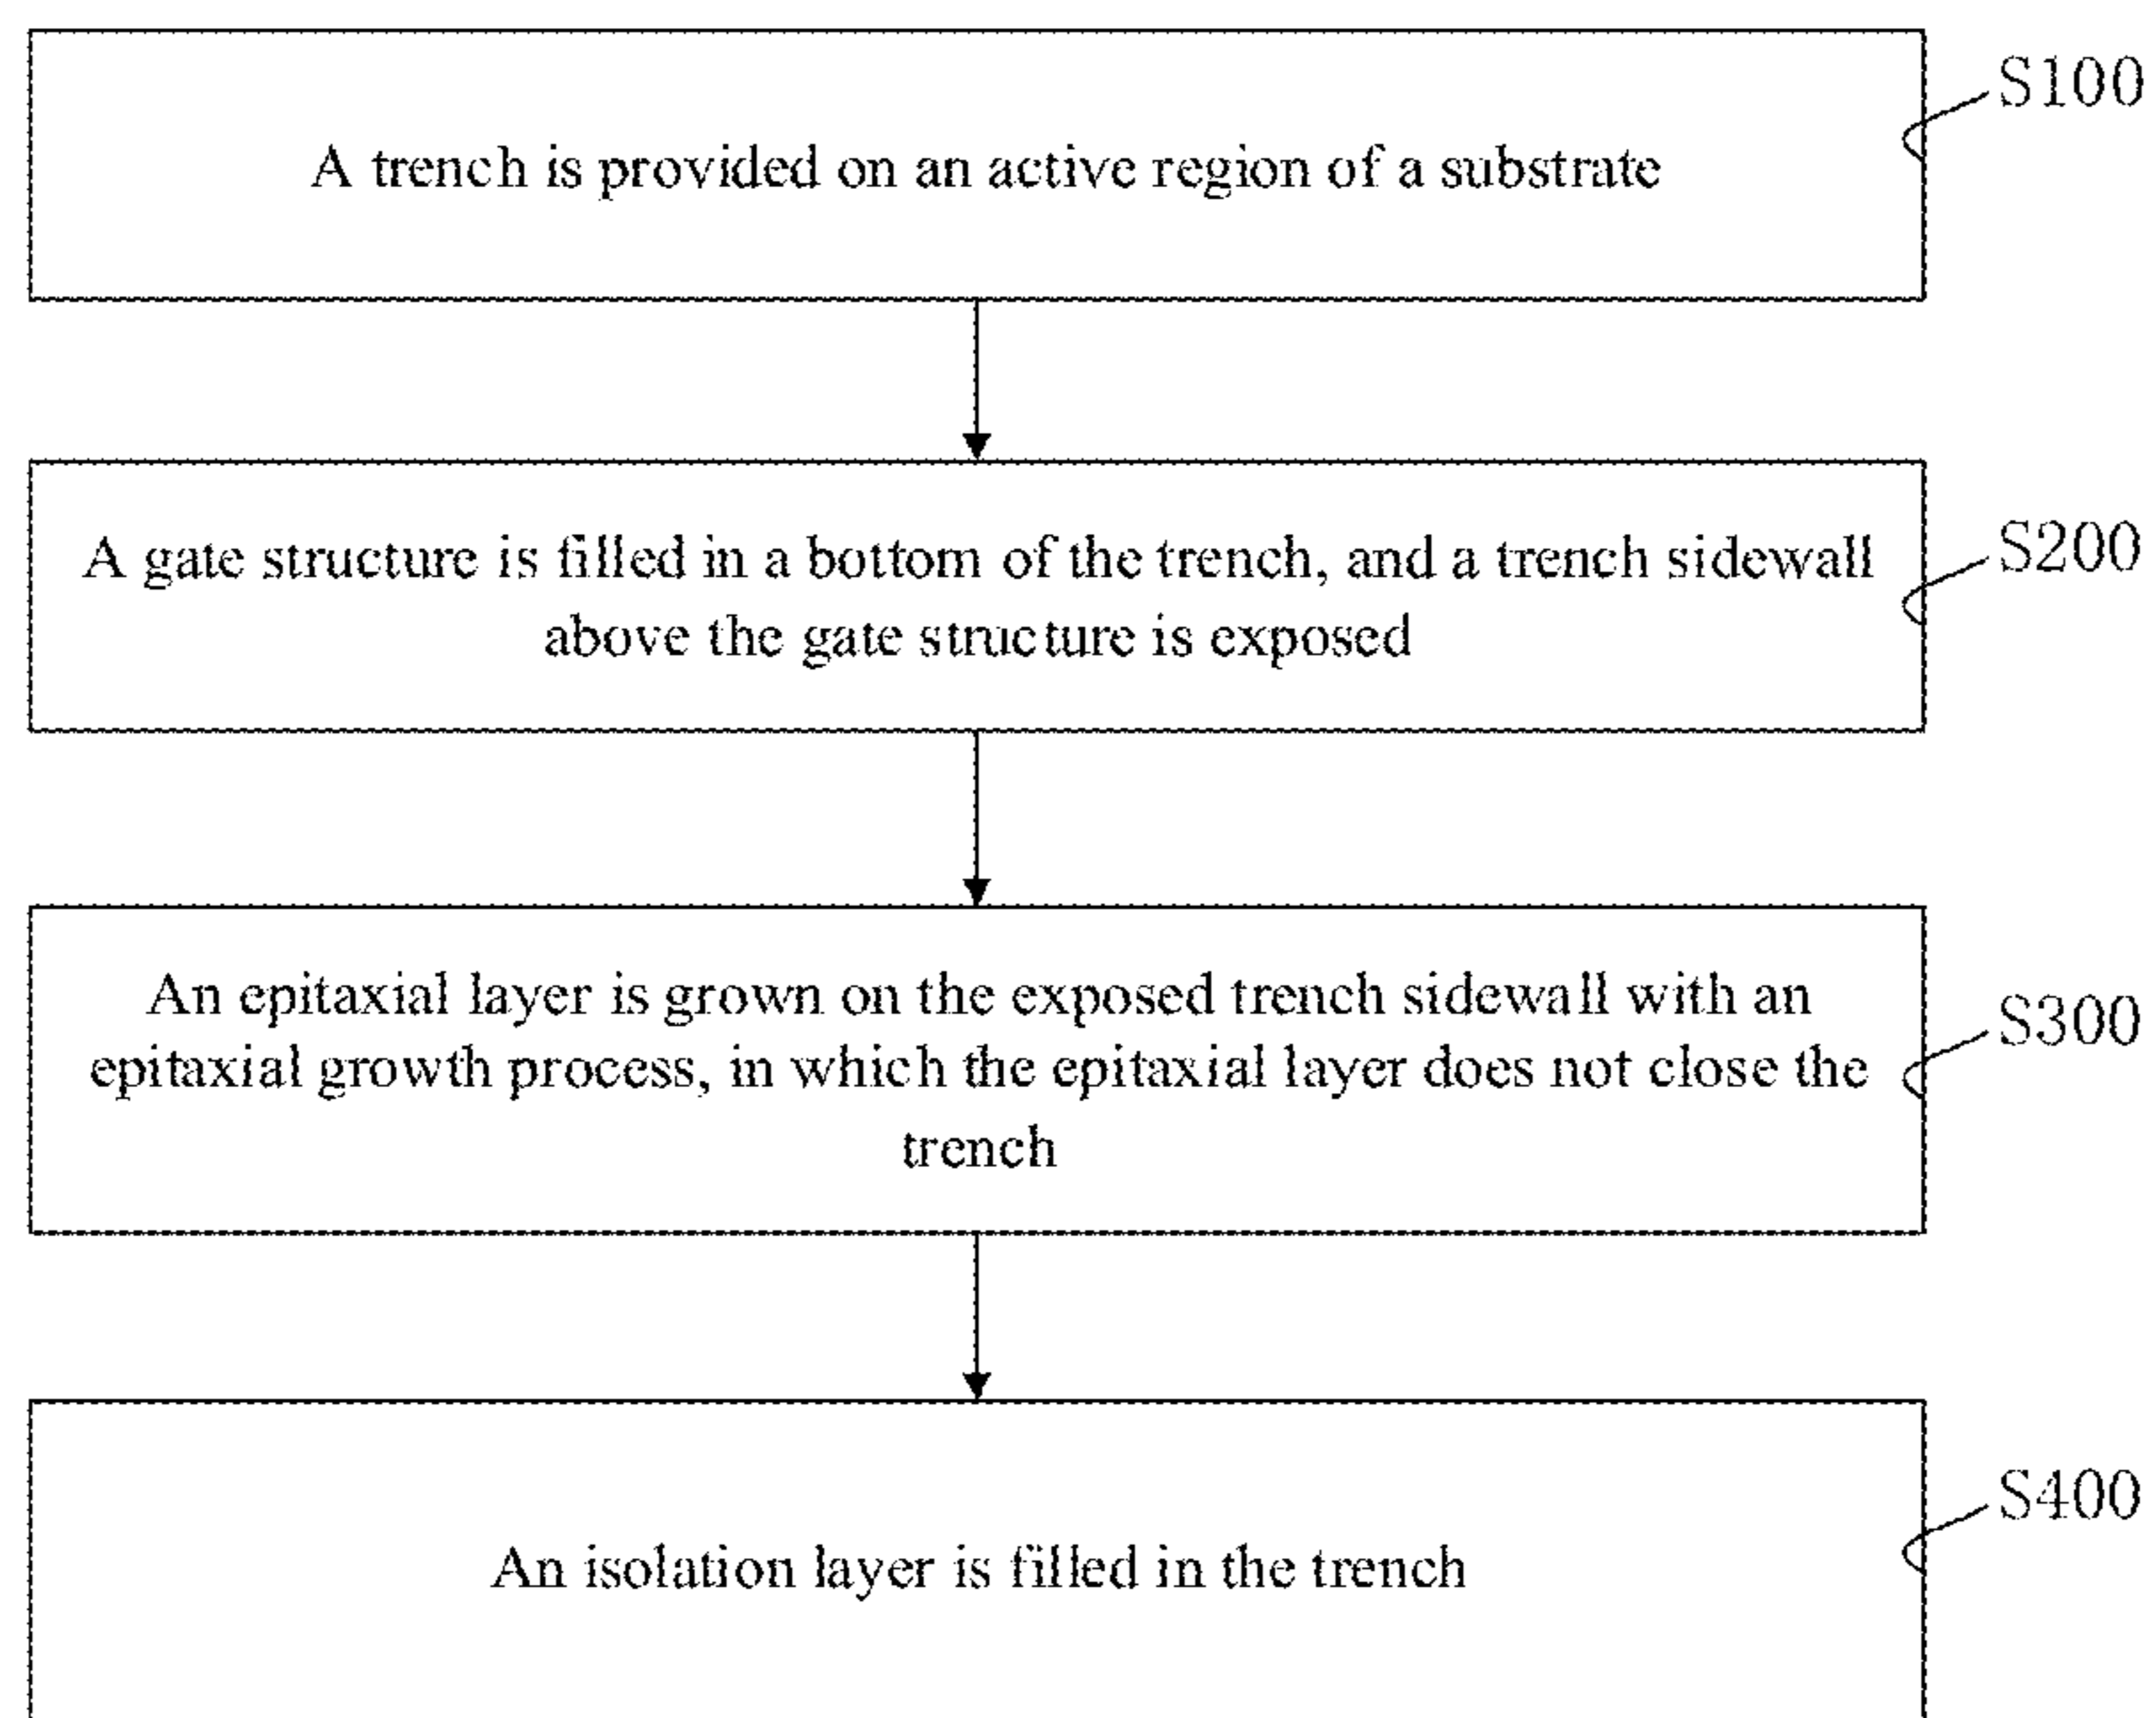 S100
A trench is provided on an active region of a substrate
S200
A gate structure is filled in a bottom of the trench, and a trench sidewall
above the gate structure is exposed
S300
An epitaxial layer is grown on the exposed trench sidewall with an
epitaxial growth process, in which the epitaxial layer does not close the
trench
S400
An isolation layer is filled in the trench